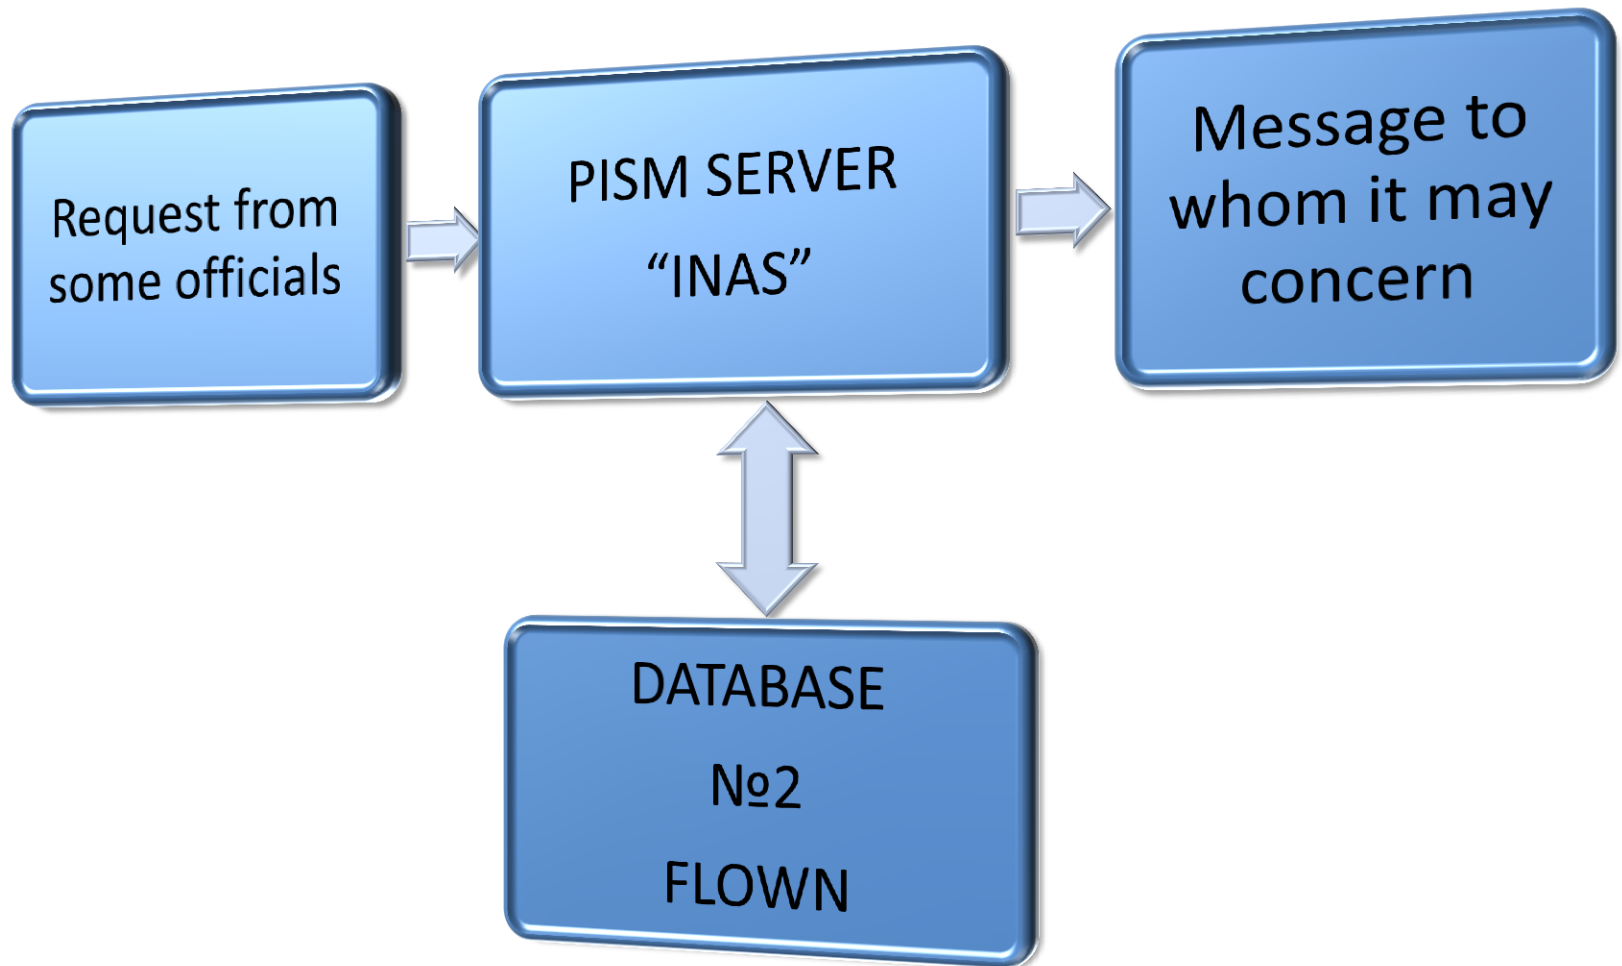 Request from
some officials
PISM SERVER
“INAS”
Message to
whom it may
concern
DATABASE
№2
FLOWN